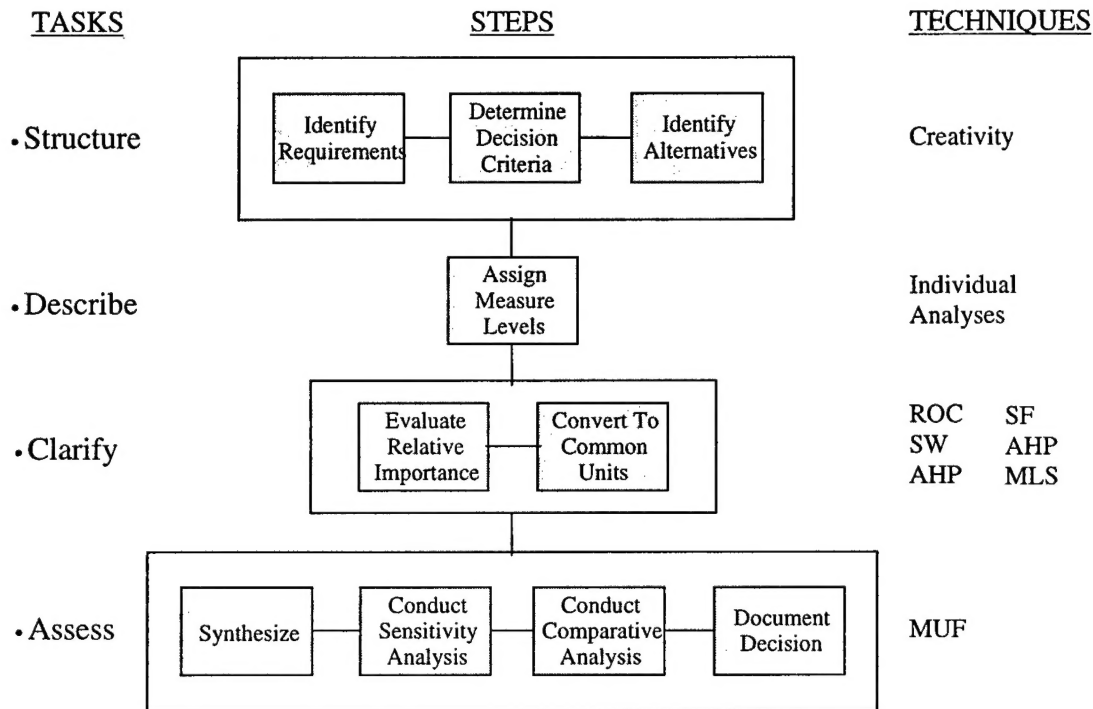 TASKS
STEPS
TECHNIQUES
• Structure
Identify
Requirements
Determine
Decision
Criteria
Identify
Alternatives
Creativity
• Describe
Assign
Measure
Levels
Individual
Analyses
• Clarify
Evaluate
Relative
Importance
Convert To
Common
Units
ROC SF
SW AHP
AHP MLS
• Assess
Synthesize
Conduct
Sensitivity
Analysis
Conduct
Comparative
Analysis
Document
Decision
MUF